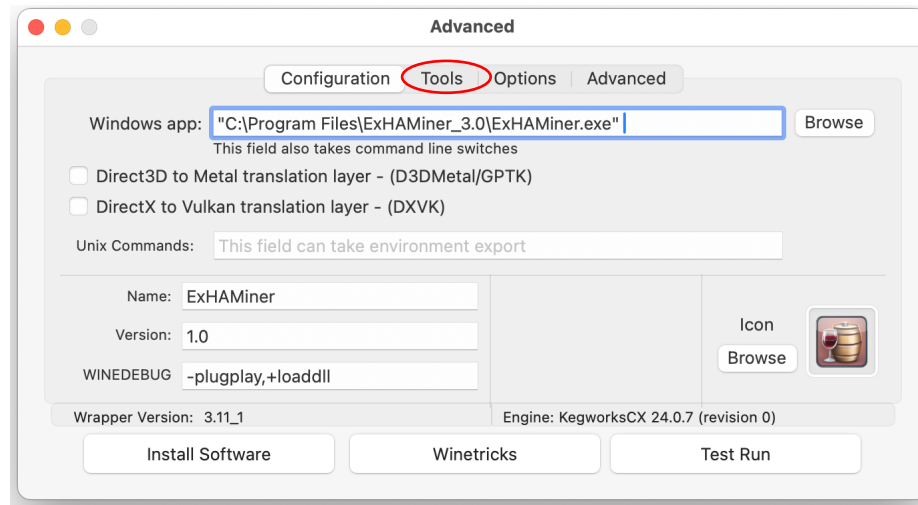 Advanced
Configuration Tools Options Advanced
Windows app: "C:\Program Files\ExHAMiner_3.0\ExHAMiner.exe" Browse
This field also takes command line switches
Direct3D to Metal translation layer - (D3DMetal/GPTK)
DirectX to Vulkan translation layer - (DXVK)
Unix Commands: This field can take environment export
Name: ExHAMiner
Version: 1.0
Icon
Browse
WINEDEBUG -plugplay,+loaddll
Wrapper Version: 3.11_1 Engine: KegworksCX 24.0.7 (revision 0)
Install Software Winetricks Test Run